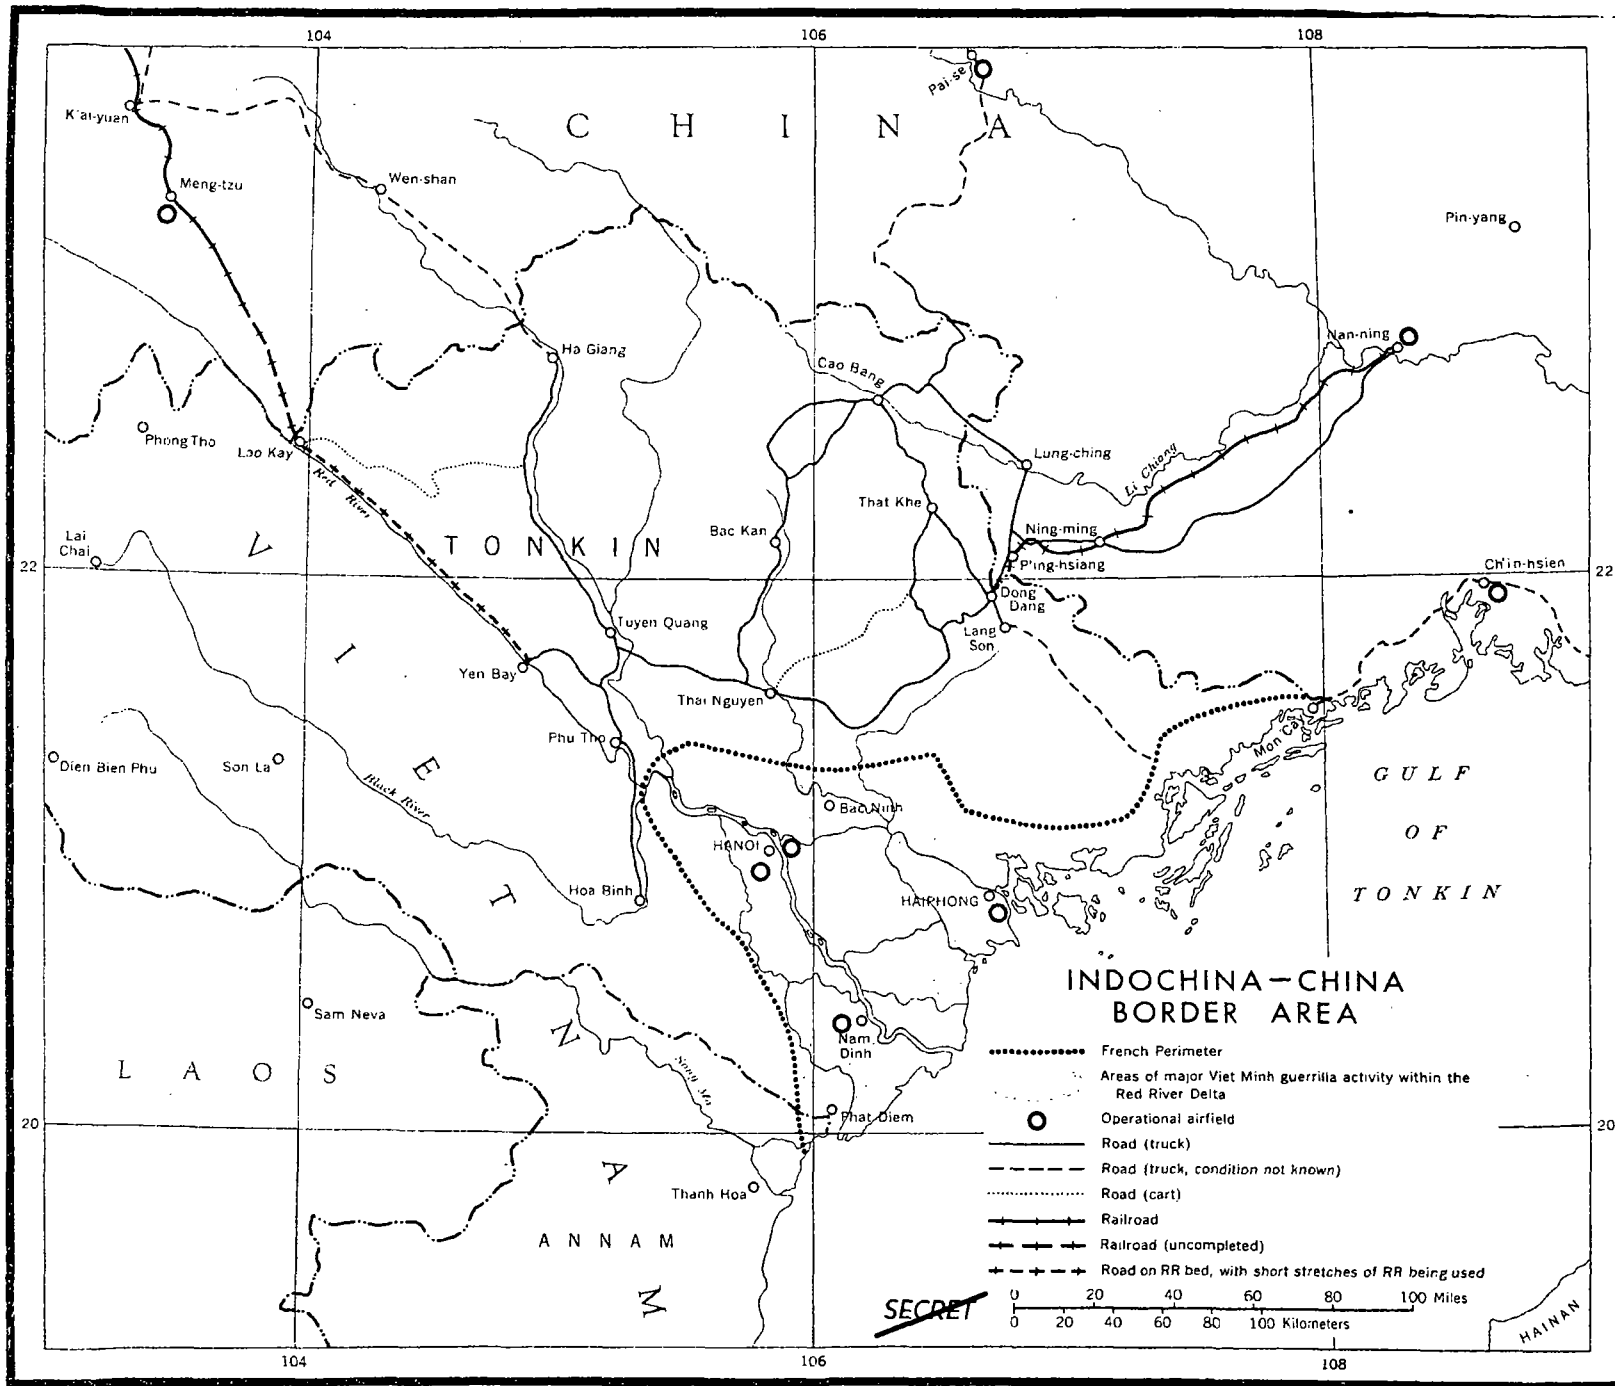 104 106 108
Pai-se
K'ai-yuan
C H I N A
Meng-tzu
Wen-shan
Pin-yang
Nan-ning
Ha Giang
Cao Bang
Phong Tho
Lao Kay
Lung-ching
Red River
Li Chiang
That Khe
Ning-ming
Bac Kan
Lai
Chai
V I E T N A M
TONKIN
P'ing-hsiang
Ch'in-hsien
22 22
Dong
Dang
Tuyen Quang
Lang
Son
Yen Bay
Thai Nguyen
Phu Tho
Mon Cay
Dien Bien Phu
Son La
Black River
GULF
OF
TONKIN
Bac Ninh
HANOI
Hoa Binh
HAIPHONG
Sam Neva
Nam
Dinh
L A O S
Song Ma
Phat Diem
20 20
Thanh Hoa
ANNAM
INDOCHINA—CHINA
BORDER AREA
French Perimeter
Areas of major Viet Minh guerrilla activity within the
Red River Delta
Operational airfield
Road (truck)
Road (truck, condition not known)
Road (cart)
Railroad
Railroad (uncompleted)
Road on RR bed, with short stretches of RR being used
SECRET
0 20 40 60 80 100 Miles
0 20 40 60 80 100 Kilometers
HAINAN
104 106 108